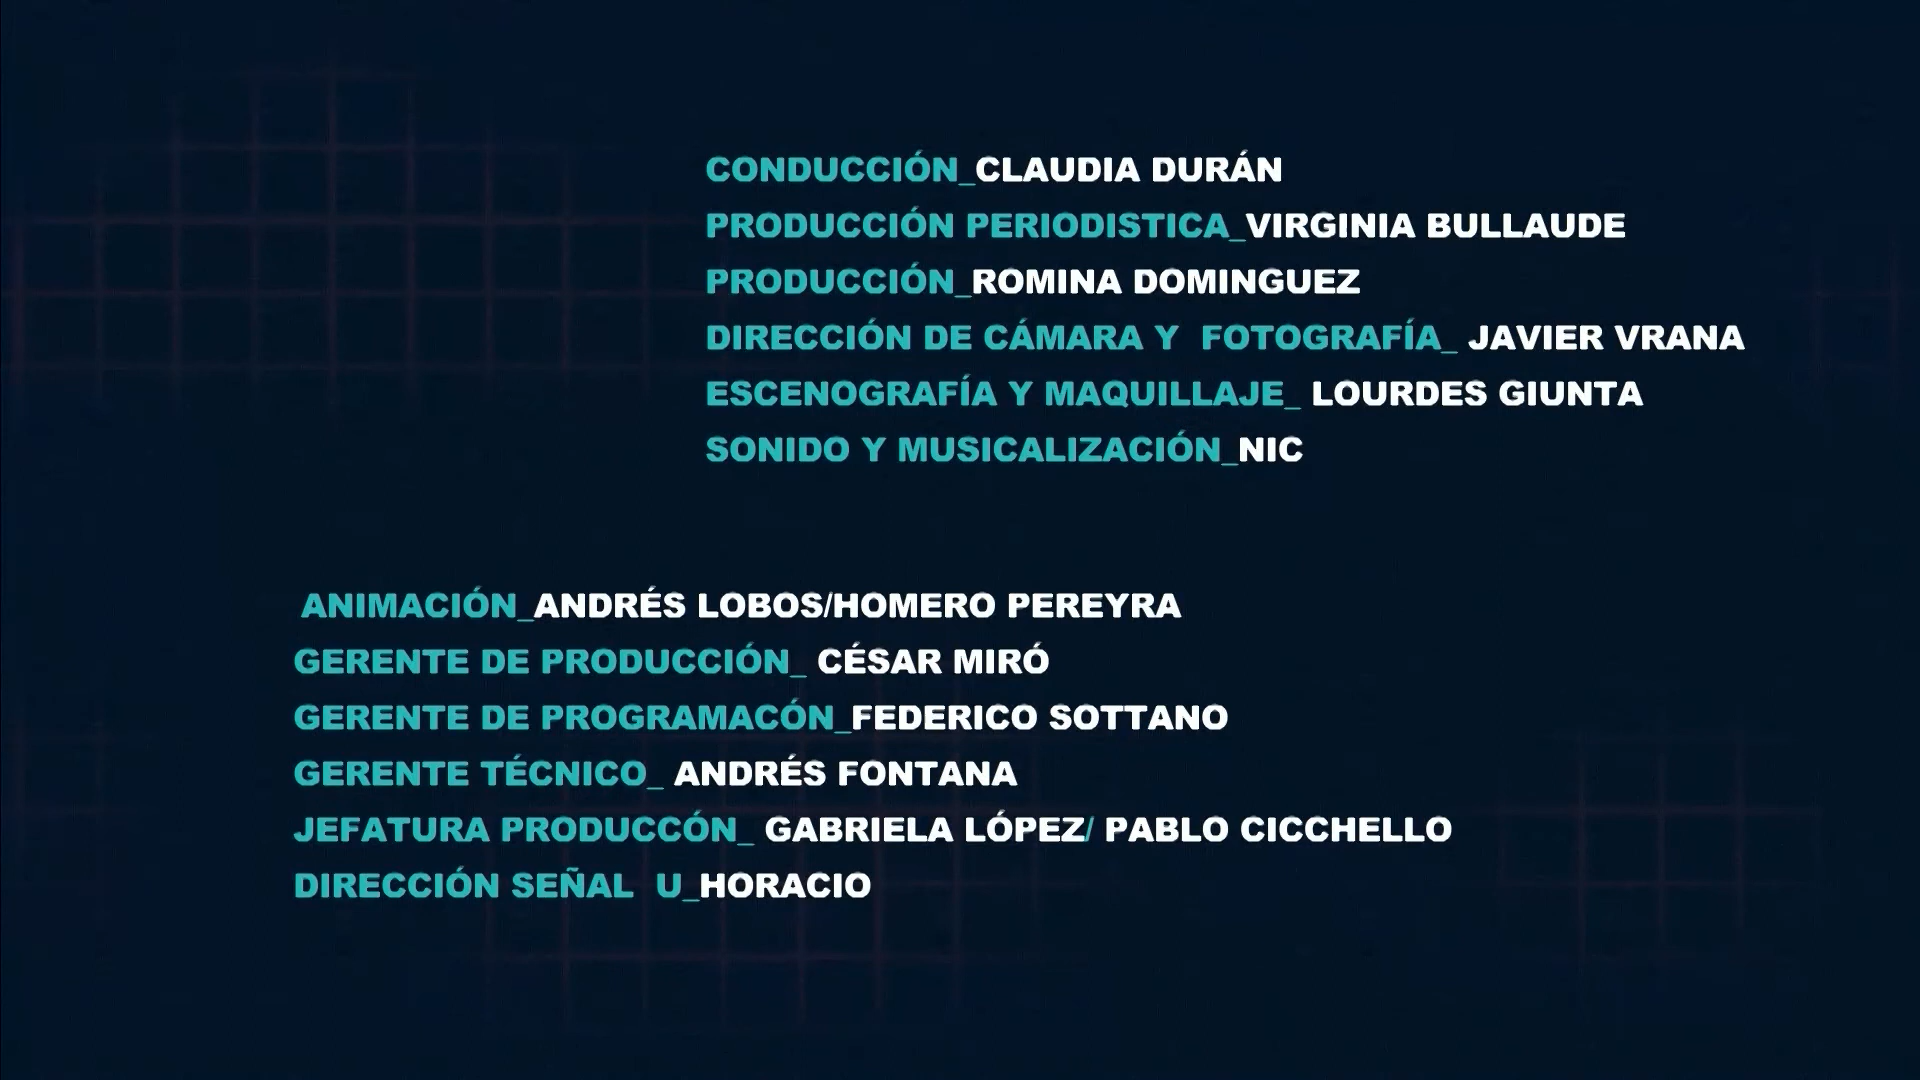 CONDUCCIÓN_CLAUDIA DURÁN
PRODUCCIÓN PERIODISTICA_VIRGINIA BULLAUDE
PRODUCCIÓN_ROMINA DOMINGUEZ
DIRECCIÓN DE CÁMARA Y  FOTOGRAFÍA_ JAVIER VRANA
ESCENOGRAFÍA Y MAQUILLAJE_ LOURDES GIUNTA
SONIDO Y MUSICALIZACIÓN_NIC
ANIMACIÓN_ANDRÉS LOBOS/HOMERO PEREYRA
GERENTE DE PRODUCCIÓN_ CÉSAR MIRÓ
GERENTE DE PROGRAMACÓN_FEDERICO SOTTANO
GERENTE TÉCNICO_ ANDRÉS FONTANA
JEFATURA PRODUCCÓN_ GABRIELA LÓPEZ/ PABLO CICCHELLO
DIRECCIÓN SEÑAL  U_HORACIO